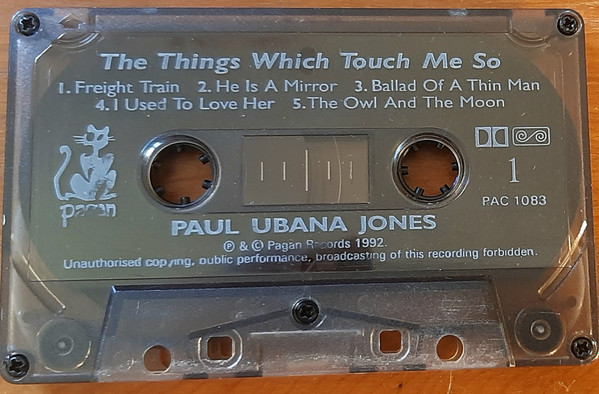 The Things Which Touch Me So
1. Freight Train 2. He Is A Mirror 3. Ballad Of A Thin Man
4. I Used To Love Her 5. The Owl And The Moon
pagan
1
PAC 1083
PAUL UBANA JONES
℗ & © Pagan Records 1992.
Unauthorised copying, public performance, broadcasting of this recording forbidden.